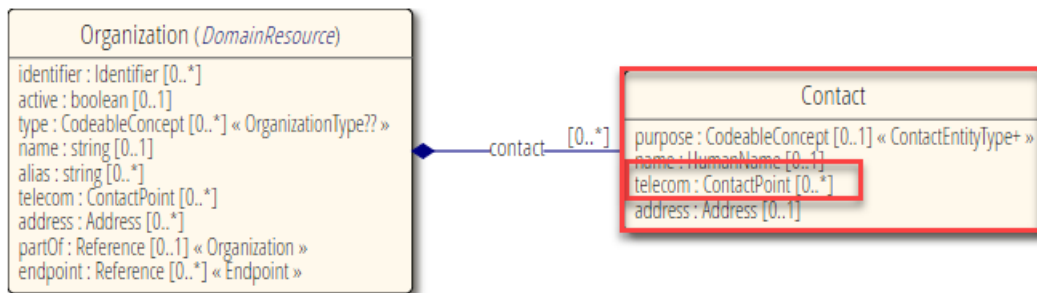 Organization (DomainResource)
identifier : Identifier [0..*]
active : boolean [0..1]
type : CodeableConcept [0..*] « OrganizationType?? »
name : string [0..1]
alias : string [0..*]
telecom : ContactPoint [0..*]
address : Address [0..*]
partOf : Reference [0..1] « Organization »
endpoint : Reference [0..*] « Endpoint »
contact
[0..*]
Contact
purpose : CodeableConcept [0..1] « ContactEntityType+ »
name : HumanName [0..1]
telecom : ContactPoint [0..*]
address : Address [0..1]